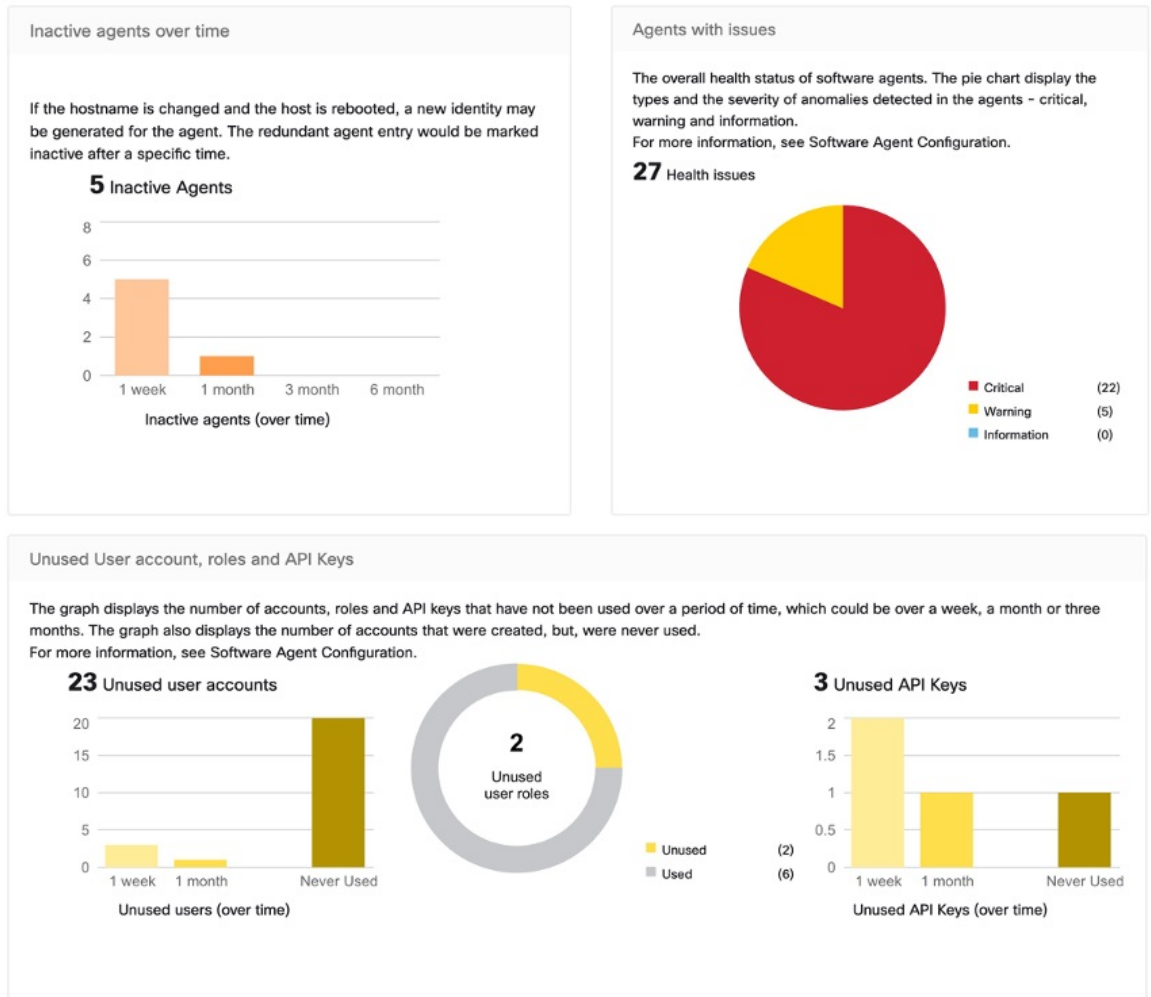 Inactive agents over time
If the hostname is changed and the host is rebooted, a new identity may
be generated for the agent. The redundant agent entry would be marked
inactive after a specific time.
5 Inactive Agents
8
6
4
2
0
1 week 1 month 3 month 6 month
Inactive agents (over time)
Agents with issues
The overall health status of software agents. The pie chart display the
types and the severity of anomalies detected in the agents - critical,
warning and information.
For more information, see Software Agent Configuration.
27 Health issues
Critical (22)
Warning (5)
Information (0)
Unused User account, roles and API Keys
The graph displays the number of accounts, roles and API keys that have not been used over a period of time, which could be over a week, a month or three
months. The graph also displays the number of accounts that were created, but, were never used.
For more information, see Software Agent Configuration.
23 Unused user accounts
20
15
10
5
0
1 week 1 month Never Used
Unused users (over time)
2
Unused
user roles
Unused (2)
Used (6)
3 Unused API Keys
2
1.5
1
0.5
0
1 week 1 month Never Used
Unused API Keys (over time)